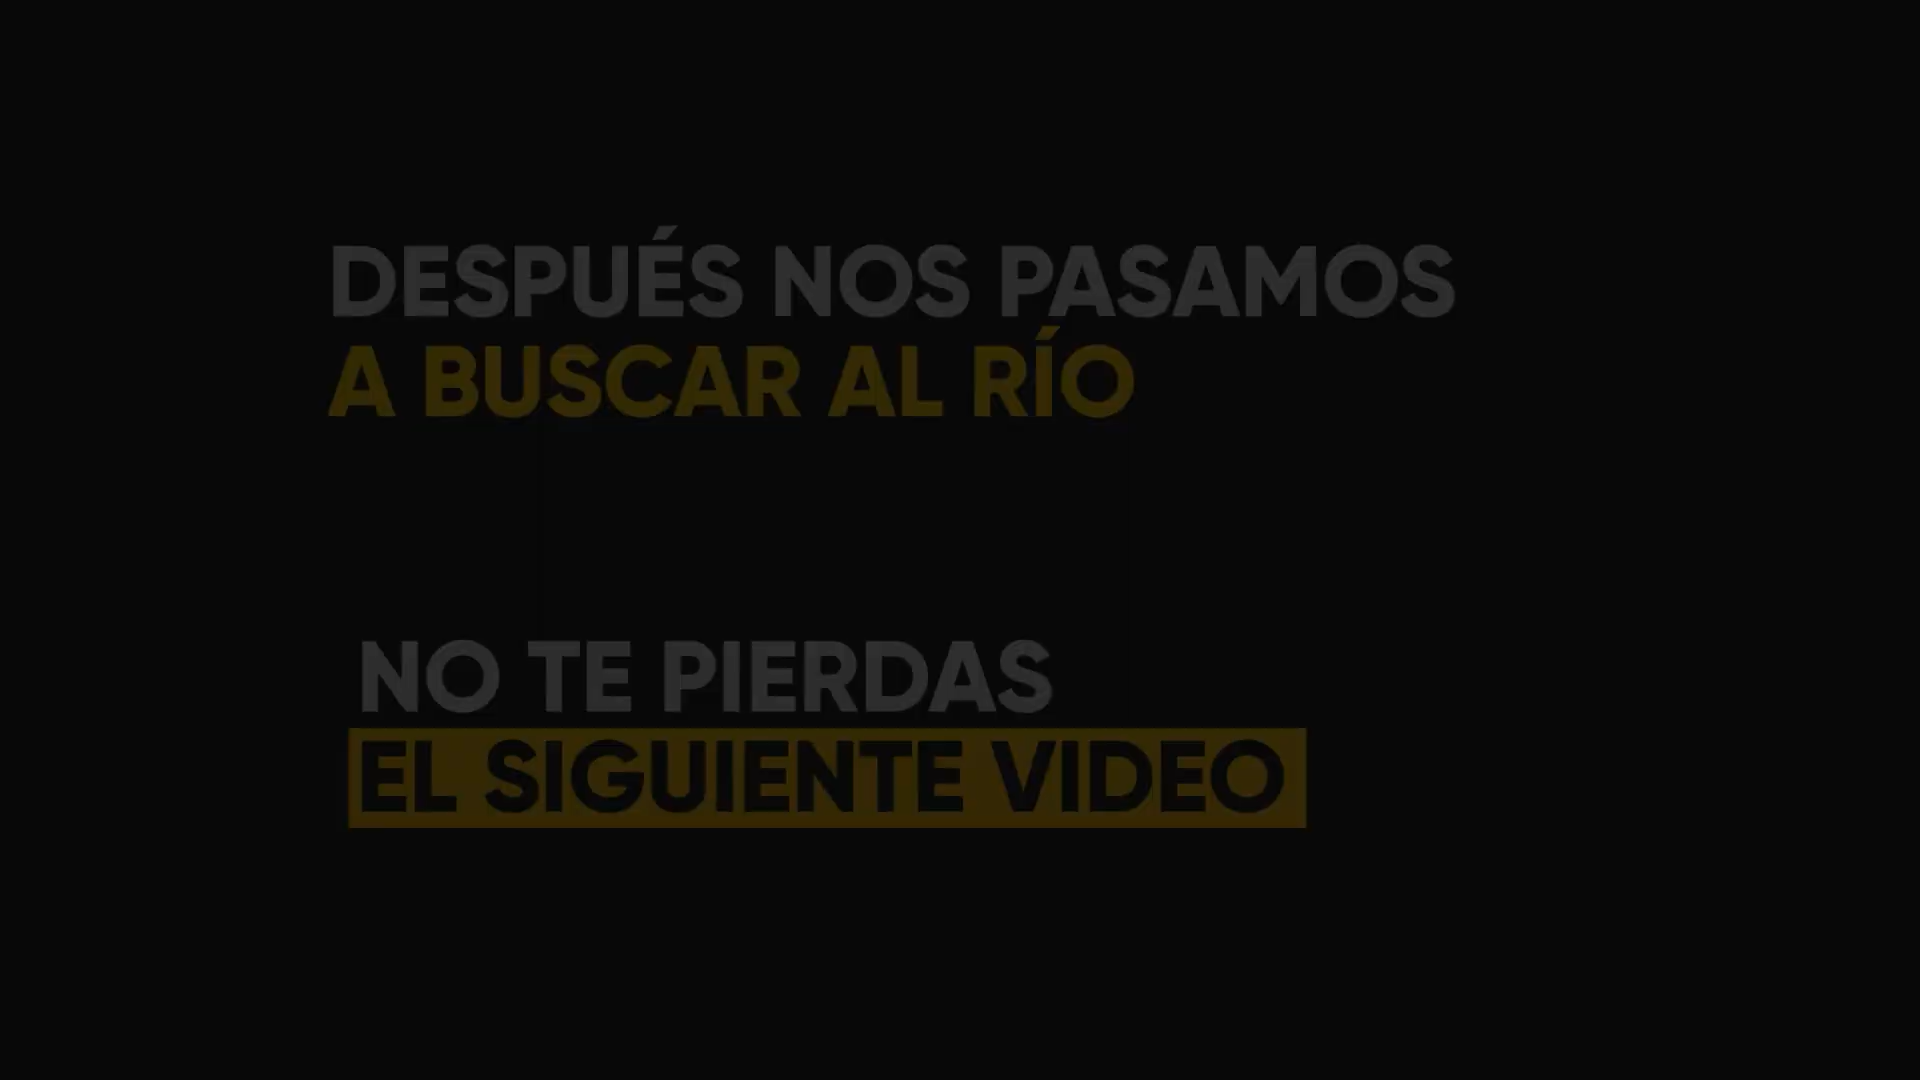 DESPUÉS NOS PASAMOS
A BUSCAR AL RÍO
NO TE PIERDAS
EL SIGUIENTE VIDEO